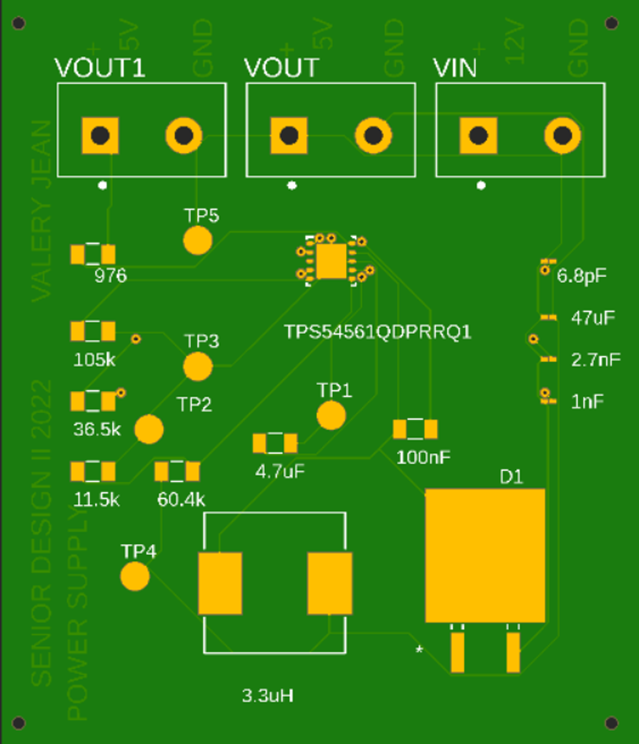 + 5V GND + 5V GND + 12V GND
VOUT1 VOUT VIN
VALERY JEAN
TP5
976
6.8pF
47uF
TPS54561QDPRRQ1
105k
TP3
2.7nF
TP1
36.5k
TP2
1nF
4.7uF
100nF
11.5k
60.4k
D1
SENIOR DESIGN II 2022
POWER SUPPLY
TP4
*
3.3uH